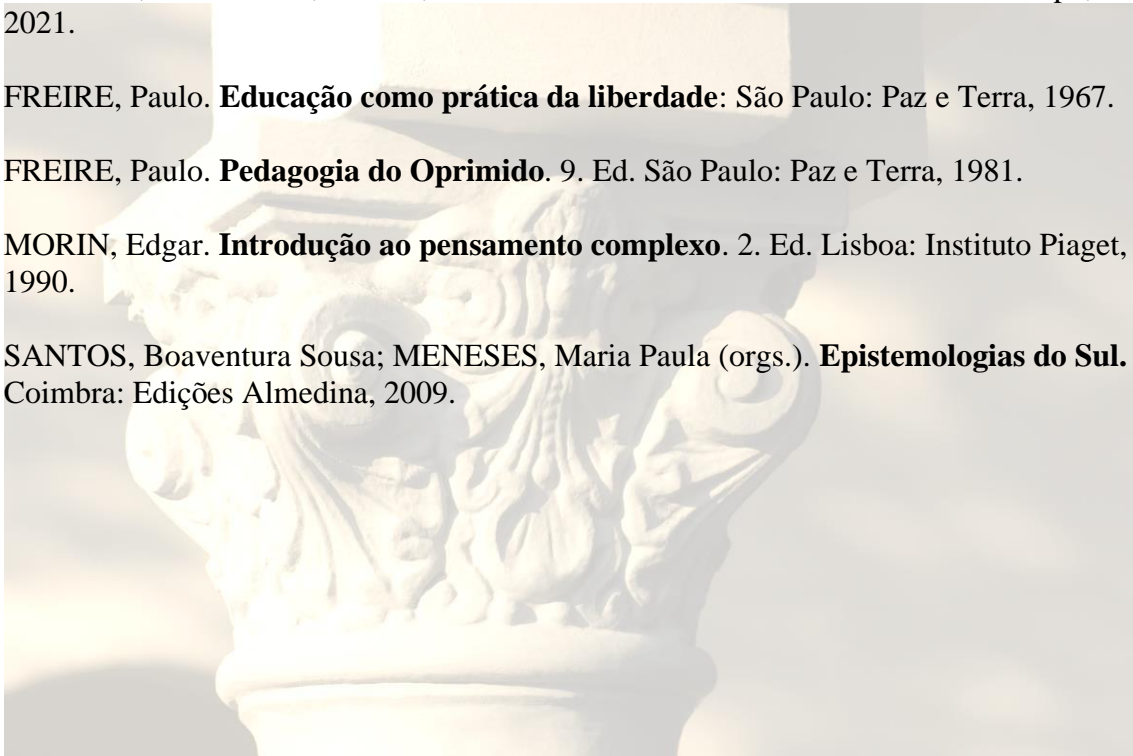 2021.
FREIRE, Paulo. Educação como prática da liberdade: São Paulo: Paz e Terra, 1967.
FREIRE, Paulo. Pedagogia do Oprimido. 9. Ed. São Paulo: Paz e Terra, 1981.
MORIN, Edgar. Introdução ao pensamento complexo. 2. Ed. Lisboa: Instituto Piaget,
1990.
SANTOS, Boaventura Sousa; MENESES, Maria Paula (orgs.). Epistemologias do Sul.
Coimbra: Edições Almedina, 2009.